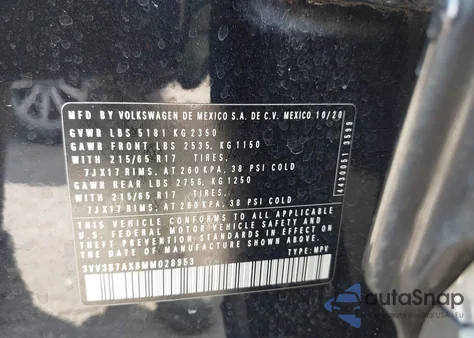 MFD BY VOLKSWAGEN DE MEXICO S.A. DE C.V. MEXICO 10/20
GVWR LBS 5181 KG 2350
GAWR FRONT LBS 2535, KG 1150
WITH 215/65 R17 TIRES.
7JX17 RIMS. AT 260 KPA, 38 PSI COLD
GAWR REAR LBS 2756, KG 1250
WITH 215/65 R17 TIRES.
7JX17 RIMS. AT 260 KPA, 38 PSI COLD
THIS VEHICLE CONFORMS TO ALL APPLICABLE
U.S. FEDERAL MOTOR VEHICLE SAFETY AND
THEFT PREVENTION STANDARDS IN EFFECT ON
THE DATE OF MANUFACTURE SHOWN ABOVE
3VVSB7AX8MM028953 TYPE: MPV
4430051 3599
autoSnap